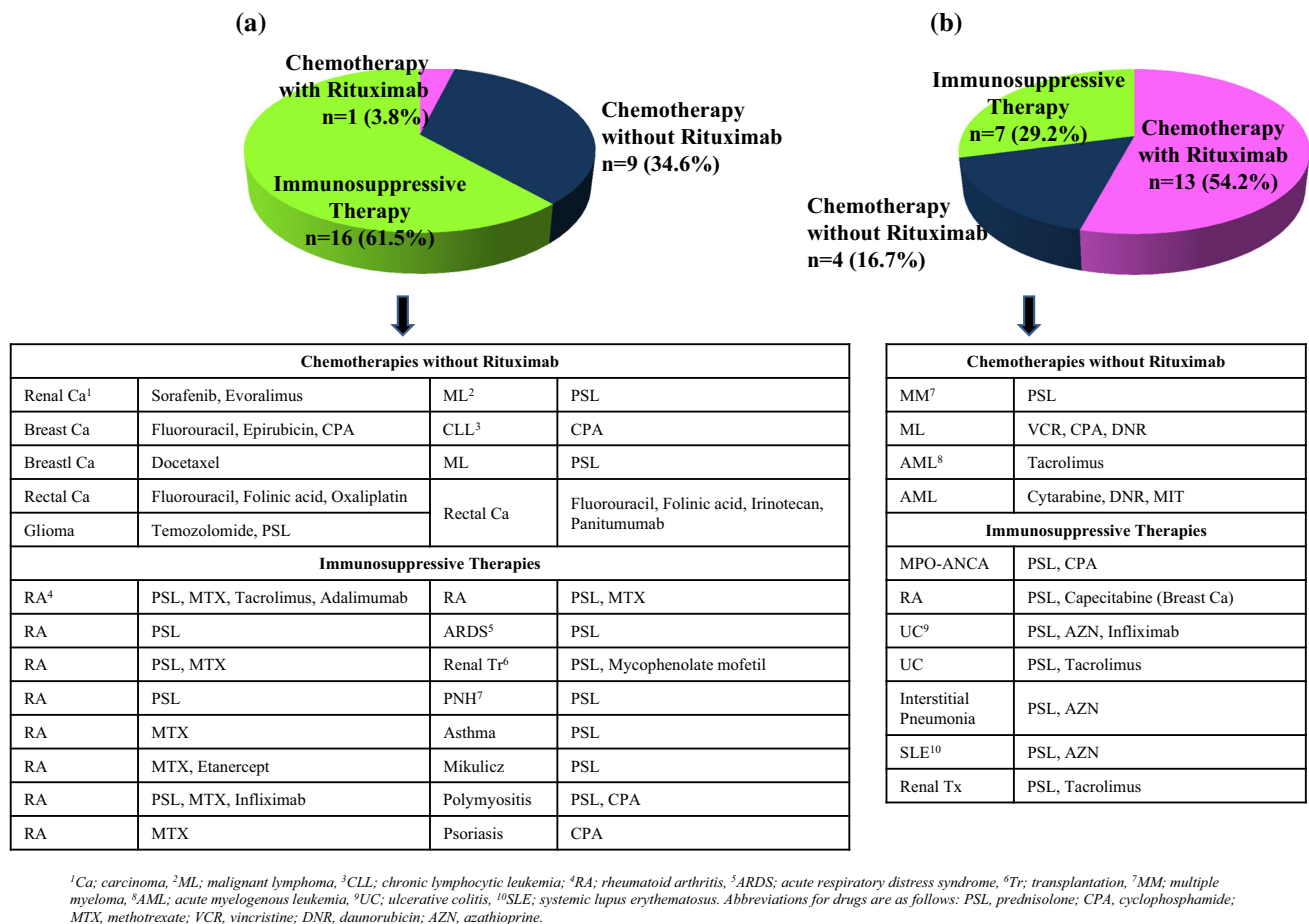 (a)
Chemotherapy
with Rituximab
n=1 (3.8%)
Chemotherapy
without Rituximab
n=9 (34.6%)
Immunosuppressive
Therapy
n=16 (61.5%)
(b)
Immunosuppressive
Therapy
n=7 (29.2%)
Chemotherapy
with Rituximab
n=13 (54.2%)
Chemotherapy
without Rituximab
n=4 (16.7%)
Chemotherapies without Rituximab
Renal Ca¹ Sorafenib, Evoralimus ML² PSL
Breast Ca Fluorouracil, Epirubicin, CPA CLL³ CPA
Breastl Ca Docetaxel ML PSL
Rectal Ca Fluorouracil, Folinic acid, Oxaliplatin Rectal Ca Fluorouracil, Folinic acid, Irinotecan,
Panitumumab
Glioma Temozolomide, PSL
Immunosuppressive Therapies
RA⁴ PSL, MTX, Tacrolimus, Adalimumab RA PSL, MTX
RA PSL ARDS⁵ PSL
RA PSL, MTX Renal Tr⁶ PSL, Mycophenolate mofetil
RA PSL PNH⁷ PSL
RA MTX Asthma PSL
RA MTX, Etanercept Mikulicz PSL
RA PSL, MTX, Infliximab Polymyositis PSL, CPA
RA MTX Psoriasis CPA
Chemotherapies without Rituximab
MM⁷ PSL
ML VCR, CPA, DNR
AML⁸ Tacrolimus
AML Cytarabine, DNR, MIT
Immunosuppressive Therapies
MPO-ANCA PSL, CPA
RA PSL, Capecitabine (Breast Ca)
UC⁹ PSL, AZN, Infliximab
UC PSL, Tacrolimus
Interstitial
Pneumonia PSL, AZN
SLE¹⁰ PSL, AZN
Renal Tx PSL, Tacrolimus
¹Ca; carcinoma, ²ML; malignant lymphoma, ³CLL; chronic lymphocytic leukemia; ⁴RA; rheumatoid arthritis, ⁵ARDS; acute respiratory distress syndrome, ⁶Tr; transplantation, ⁷MM; multiple
myeloma, ⁸AML; acute myelogenous leukemia, ⁹UC; ulcerative colitis, ¹⁰SLE; systemic lupus erythematosus. Abbreviations for drugs are as follows: PSL, prednisolone; CPA, cyclophosphamide;
MTX, methotrexate; VCR, vincristine; DNR, daunorubicin; AZN, azathioprine.